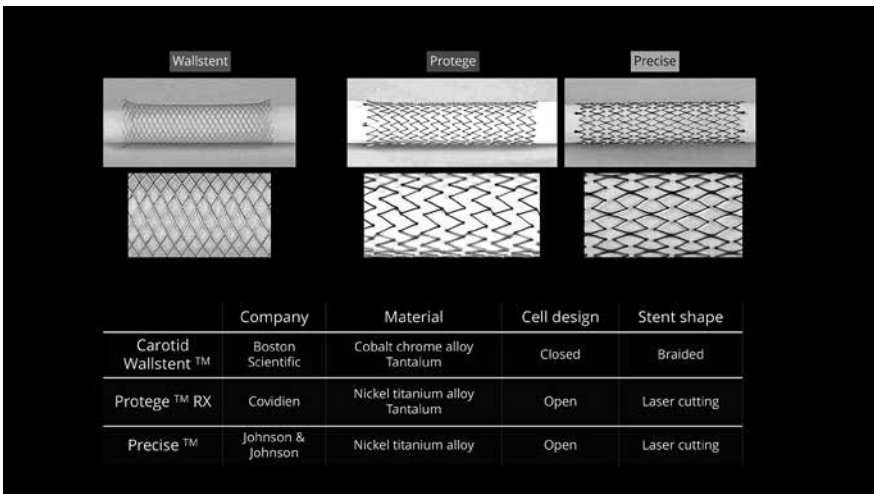 Wallstent
Protege
Precise
Company Material Cell design Stent shape
Carotid Wallstent ™ Boston Scientific Cobalt chrome alloy Tantalum Closed Braided
Protege ™ RX Covidien Nickel titanium alloy Tantalum Open Laser cutting
Precise ™ Johnson & Johnson Nickel titanium alloy Open Laser cutting